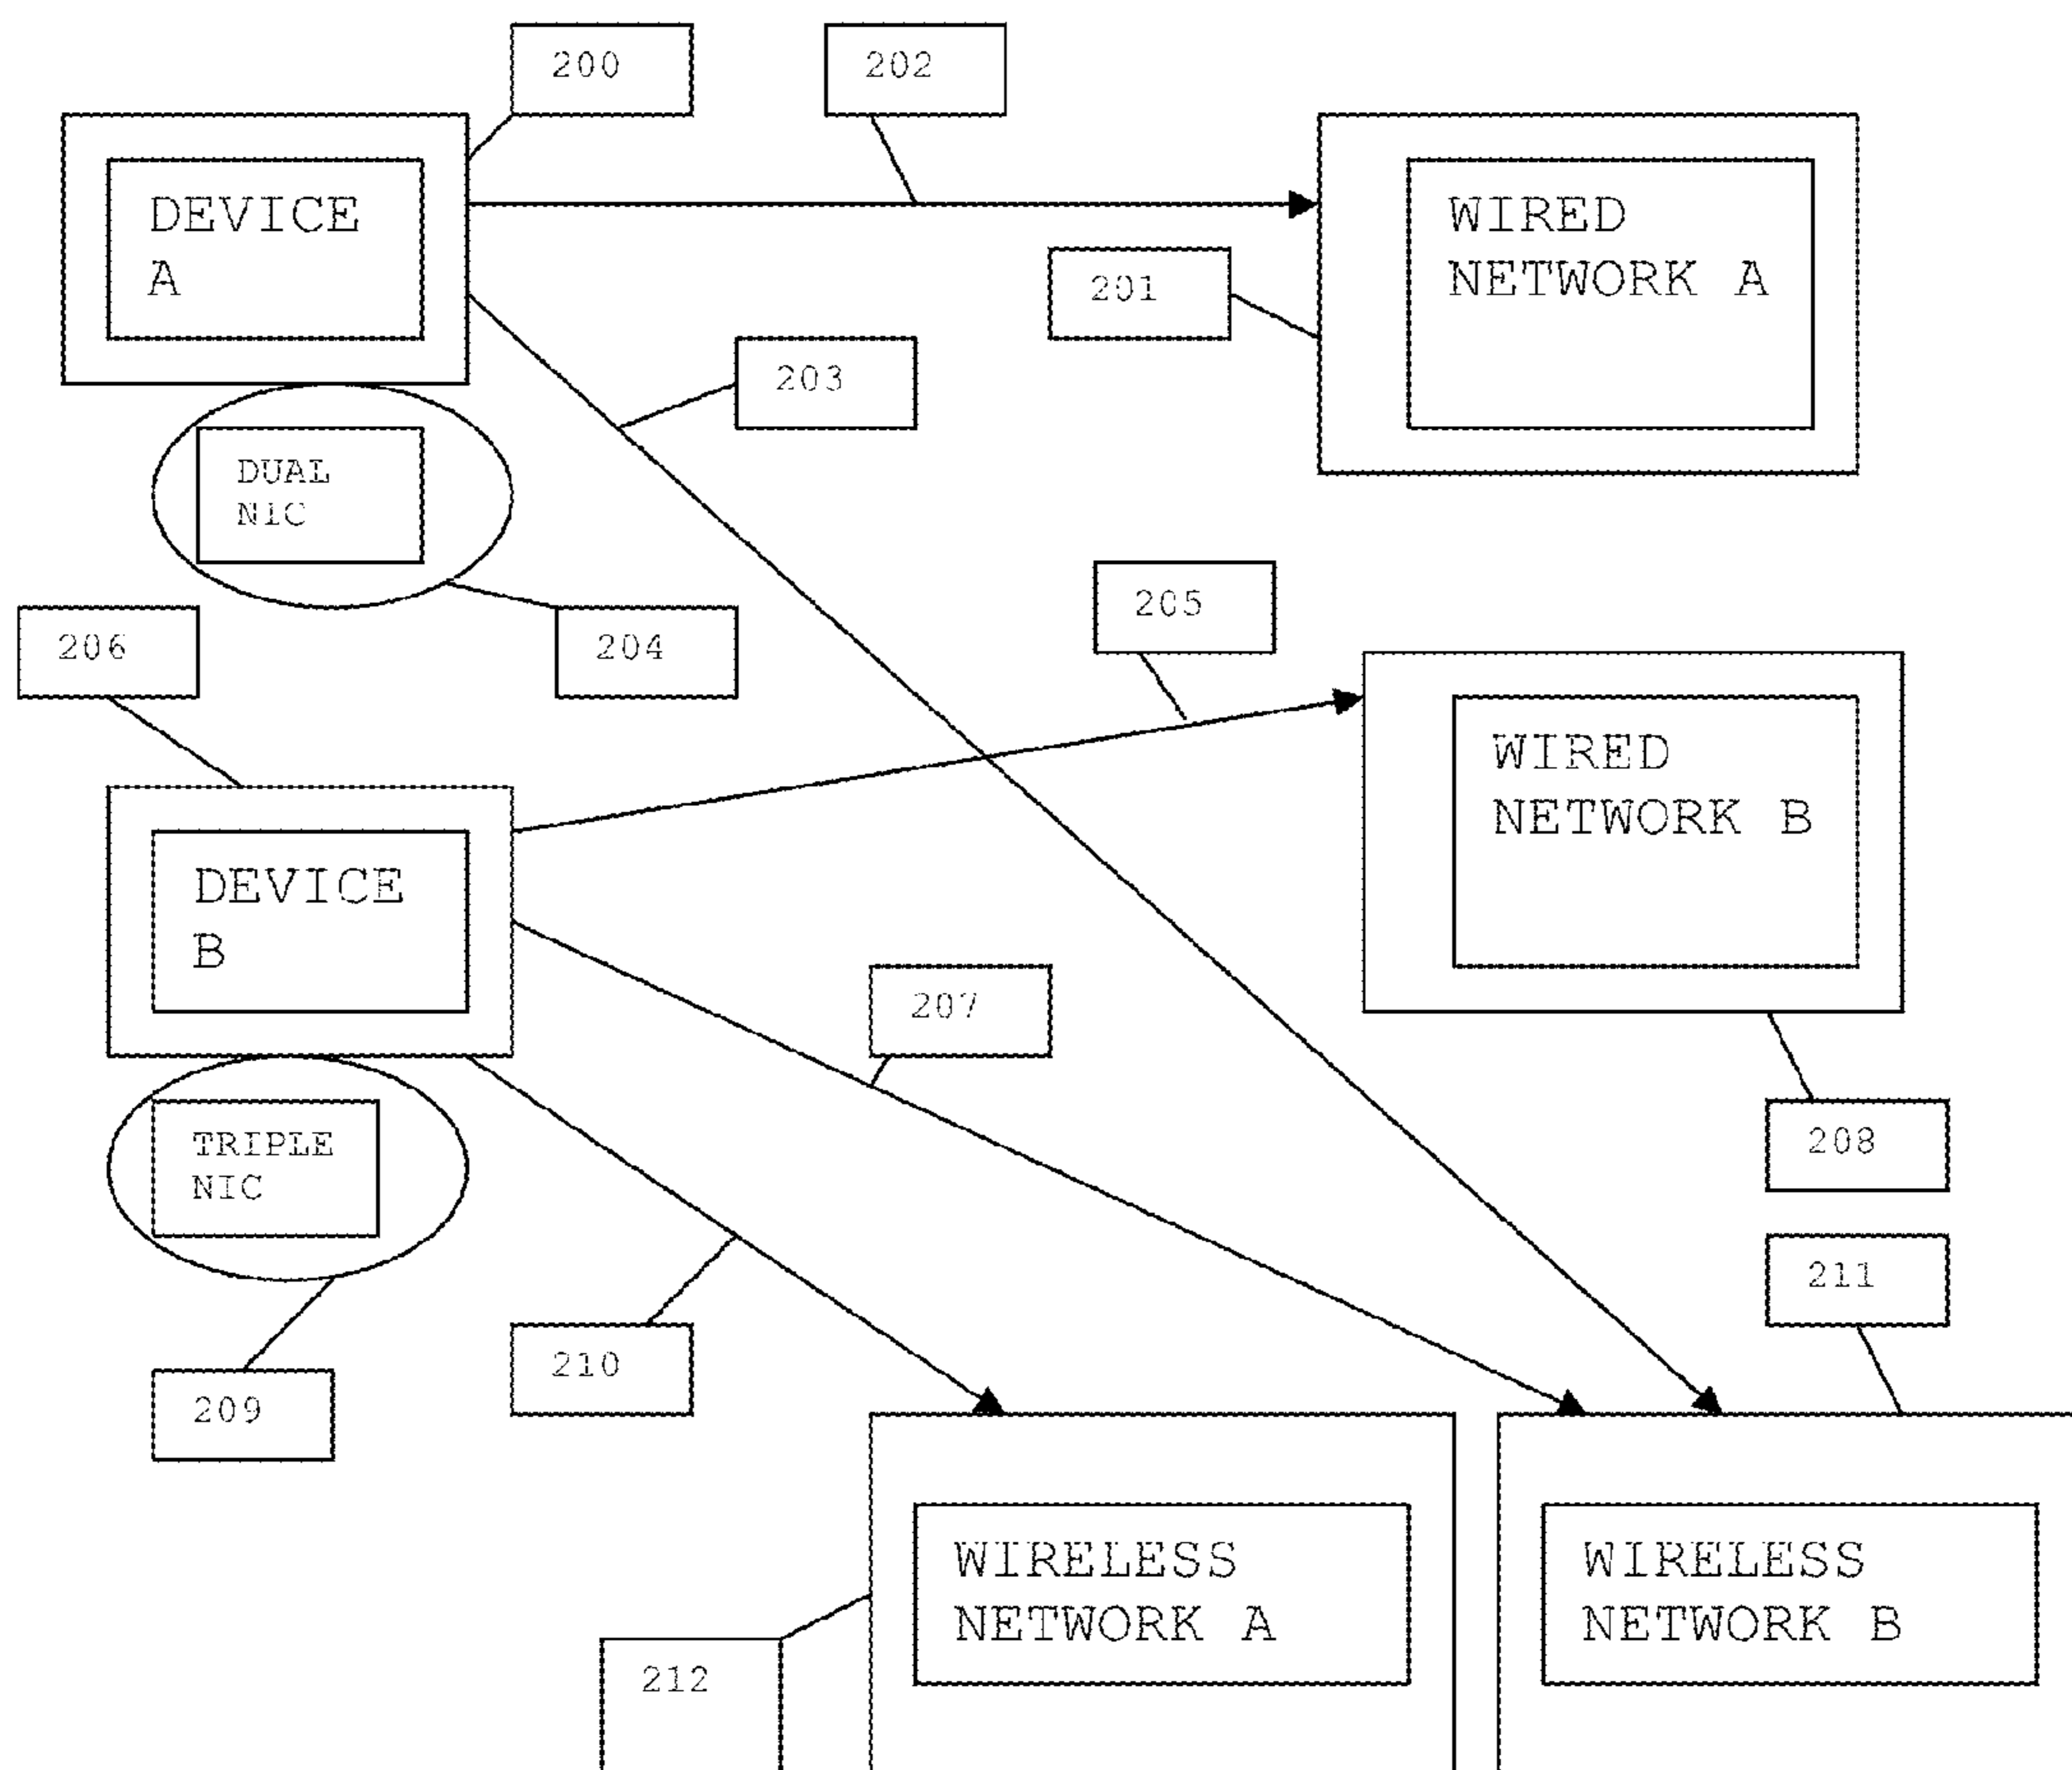 200
202
DEVICE
A
WIRED
NETWORK A
201
203
DUAL
NIC
205
206
204
WIRED
NETWORK B
DEVICE
B
207
TRIPLE
NIC
208
211
210
209
WIRELESS
NETWORK A
WIRELESS
NETWORK B
212